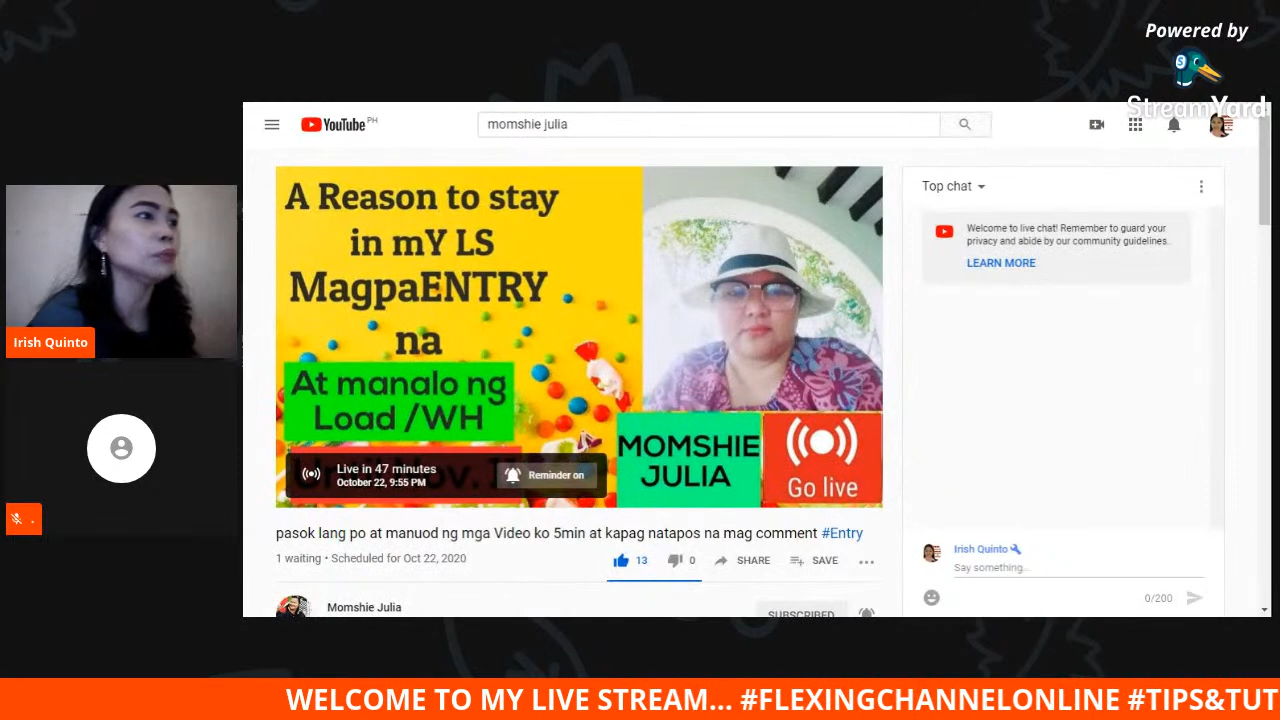 Powered by
StreamYard
YouTube PH
momshie julia
A Reason to stay
in mY LS
MagpaENTRY
na
At manalo ng
Load /WH
Live in 47 minutes
October 22, 9:55 PM
Reminder on
MOMSHIE
JULIA
Go live
Top chat
Welcome to live chat! Remember to guard your
privacy and abide by our community guidelines.
LEARN MORE
Irish Quinto
.
pasok lang po at manuod ng mga Video ko 5min at kapag natapos na mag comment #Entry
1 waiting • Scheduled for Oct 22, 2020
13
0
SHARE
SAVE
Momshie Julia
SUBSCRIBED
Irish Quinto
Say something...
0/200
WELCOME TO MY LIVE STREAM... #FLEXINGCHANNELONLINE #TIPS&TUT